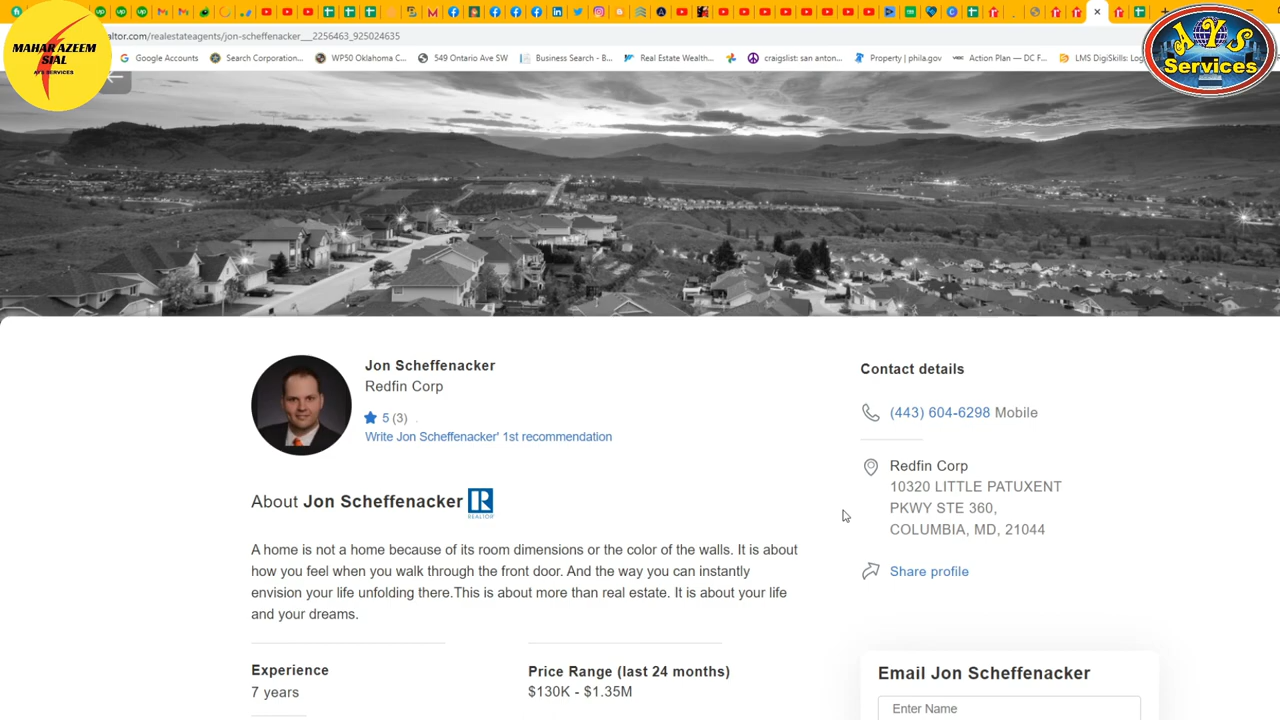 MAHAR AZEEM
SIAL
AYS SERVICES
AYS
Services
altor.com/realestateagents/jon-scheffenacker__2256463_925024635
Google Accounts
Search Corporation...
WP50 Oklahoma C...
549 Ontario Ave SW
Business Search - B...
Real Estate Wealth...
craigslist: san anton...
Property | phila.gov
Action Plan — DC F...
LMS DigiSkills: Log
Jon Scheffenacker
Redfin Corp
5 (3) .
Write Jon Scheffenacker' 1st recommendation
About Jon Scheffenacker
REALTOR
A home is not a home because of its room dimensions or the color of the walls. It is about
how you feel when you walk through the front door. And the way you can instantly
envision your life unfolding there.This is about more than real estate. It is about your life
and your dreams.
Experience
7 years
Price Range (last 24 months)
$130K - $1.35M
Contact details
(443) 604-6298 Mobile
Redfin Corp
10320 LITTLE PATUXENT
PKWY STE 360,
COLUMBIA, MD, 21044
Share profile
Email Jon Scheffenacker
Enter Name